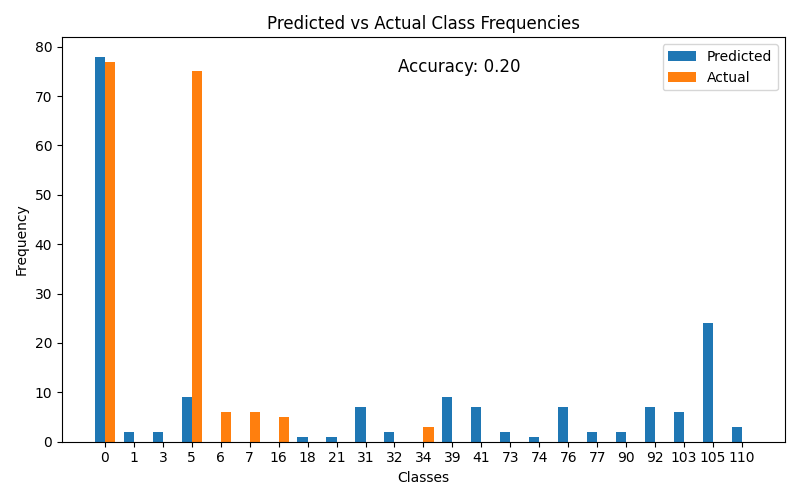 Predicted vs Actual Class Frequencies
Accuracy: 0.20
Predicted
Actual
Frequency
80
70
60
50
40
30
20
10
0
0 1 3 5 6 7 16 18 21 31 32 34 39 41 73 74 76 77 90 92 103 105 110
Classes